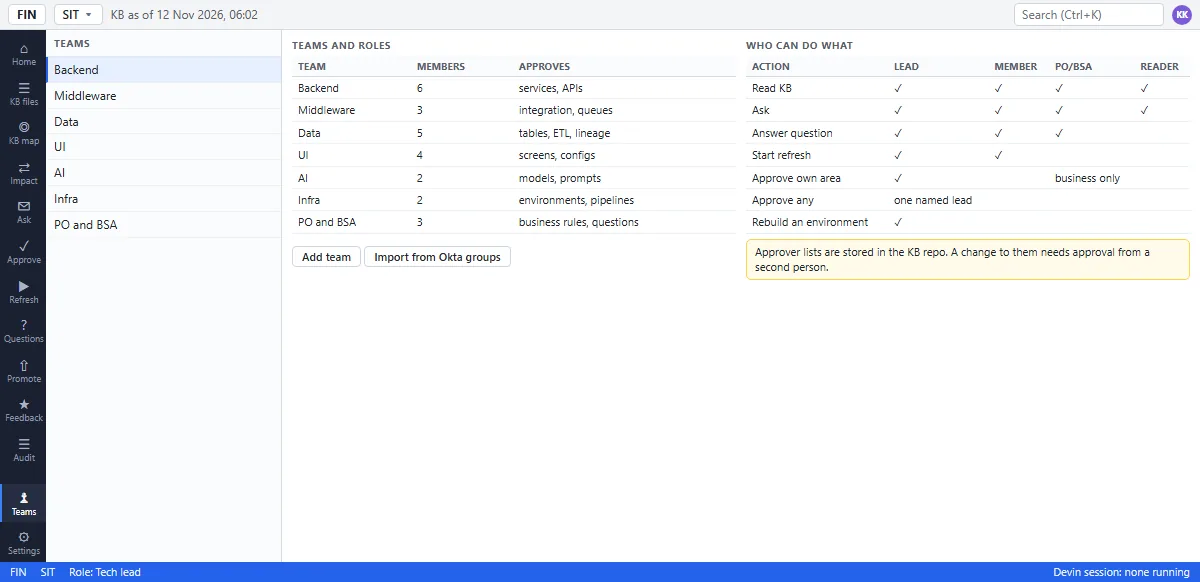 FIN SIT KB as of 12 Nov 2026, 06:02 Search (Ctrl+K) KK
Home
KB files
KB map
Impact
Ask
Approve
Refresh
Questions
Promote
Feedback
Audit
Teams
Settings
TEAMS
Backend
Middleware
Data
UI
AI
Infra
PO and BSA
TEAMS AND ROLES
TEAM MEMBERS APPROVES
Backend 6 services, APIs
Middleware 3 integration, queues
Data 5 tables, ETL, lineage
UI 4 screens, configs
AI 2 models, prompts
Infra 2 environments, pipelines
PO and BSA 3 business rules, questions
Add team Import from Okta groups
WHO CAN DO WHAT
ACTION LEAD MEMBER PO/BSA READER
Read KB ✓ ✓ ✓ ✓
Ask ✓ ✓ ✓ ✓
Answer question ✓ ✓ ✓
Start refresh ✓ ✓
Approve own area ✓ business only
Approve any one named lead
Rebuild an environment ✓
Approver lists are stored in the KB repo. A change to them needs approval from a
second person.
FIN SIT Role: Tech lead Devin session: none running